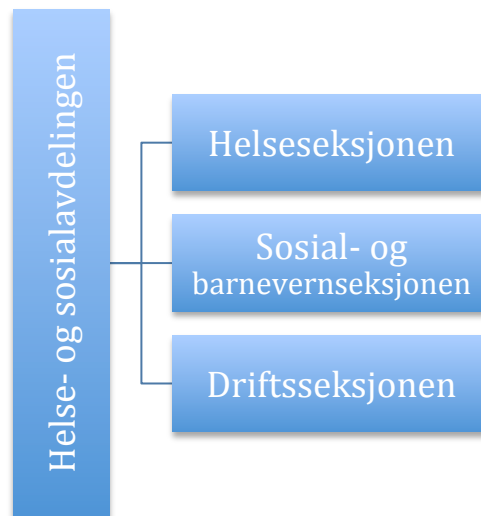 Helse- og sosialavdelingen
Helseseksjonen
Sosial- og
barnevernseksjonen
Driftsseksjonen